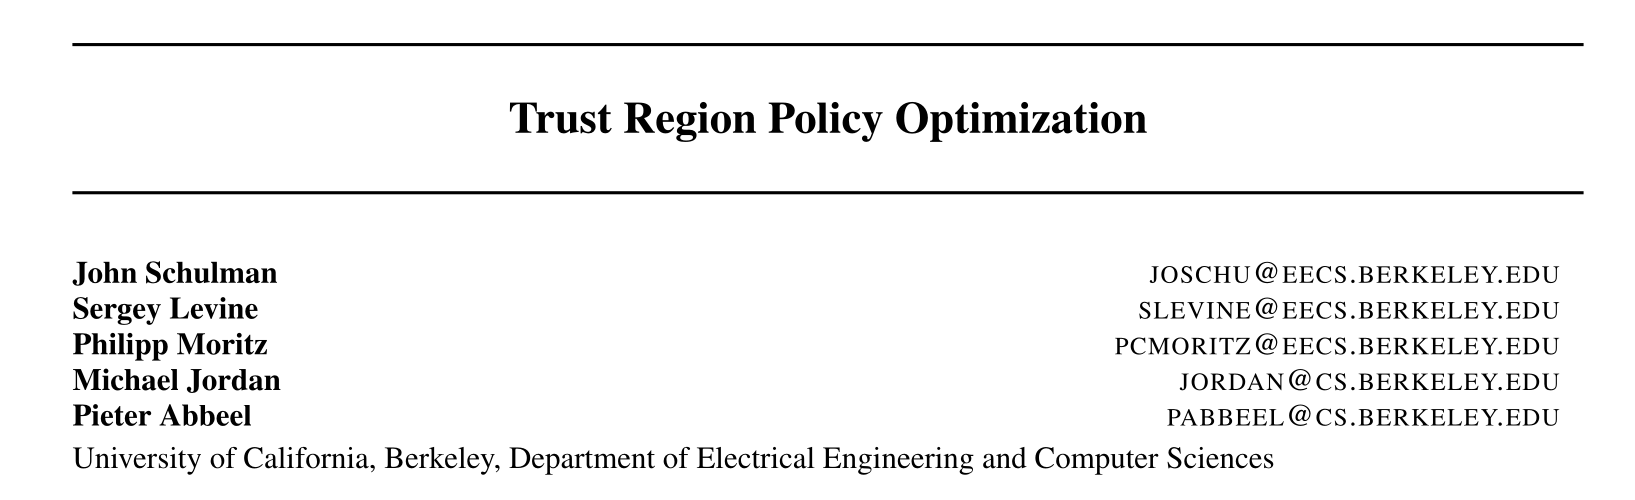 Trust Region Policy Optimization
John Schulman JOSCHU@EECS.BERKELEY.EDU
Sergey Levine SLEVINE@EECS.BERKELEY.EDU
Philipp Moritz PCMORITZ@EECS.BERKELEY.EDU
Michael Jordan JORDAN@CS.BERKELEY.EDU
Pieter Abbeel PABBEEL@CS.BERKELEY.EDU
University of California, Berkeley, Department of Electrical Engineering and Computer Sciences